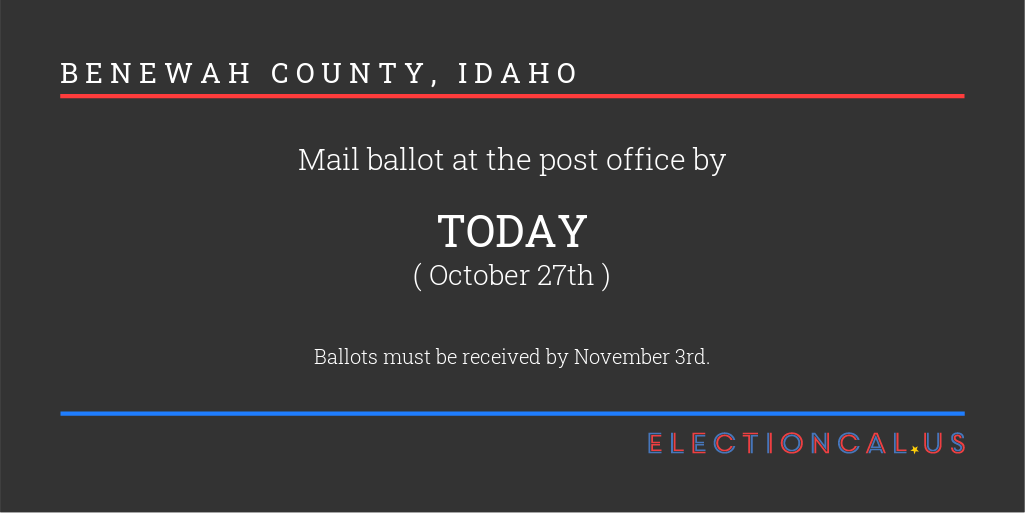 BENEWAH COUNTY, IDAHO
Mail ballot at the post office by
TODAY
( October 27th )
Ballots must be received by November 3rd.
ELECTIONCAL.US